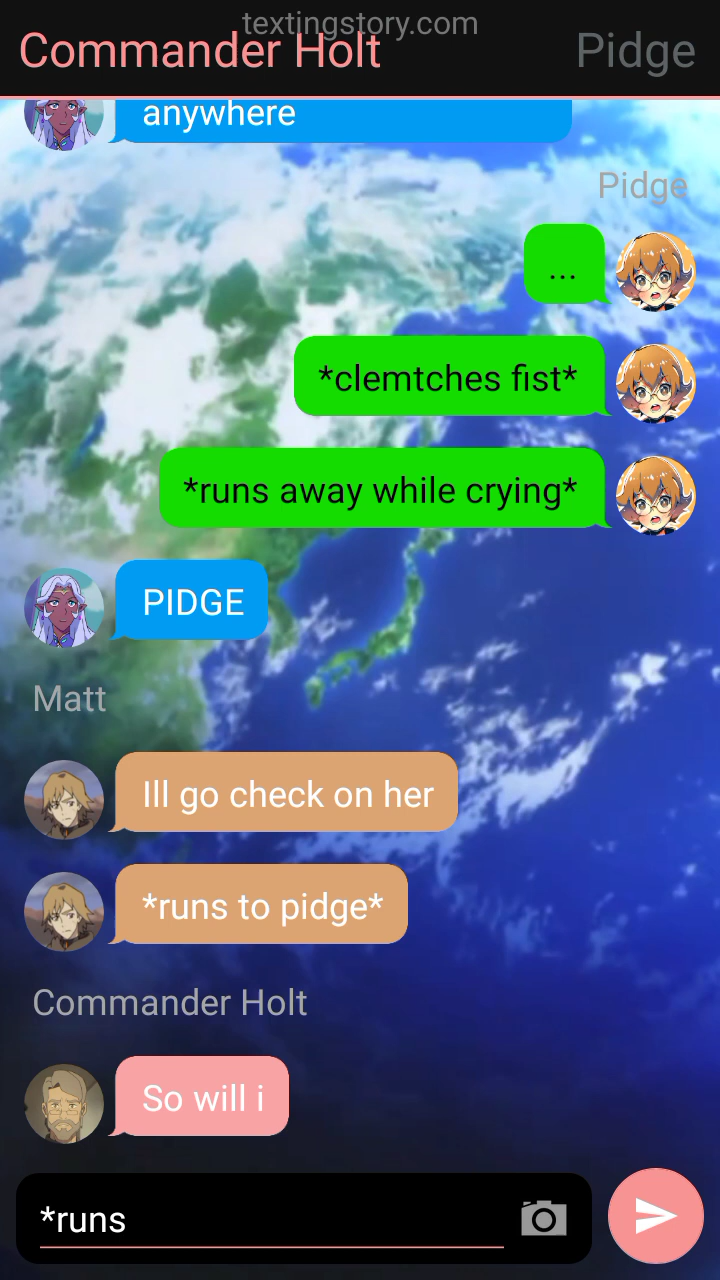 textingstory.com
Commander Holt
Pidge
anywhere
Pidge
...
*clemtches fist*
*runs away while crying*
PIDGE
Matt
Ill go check on her
*runs to pidge*
Commander Holt
So will i
*runs